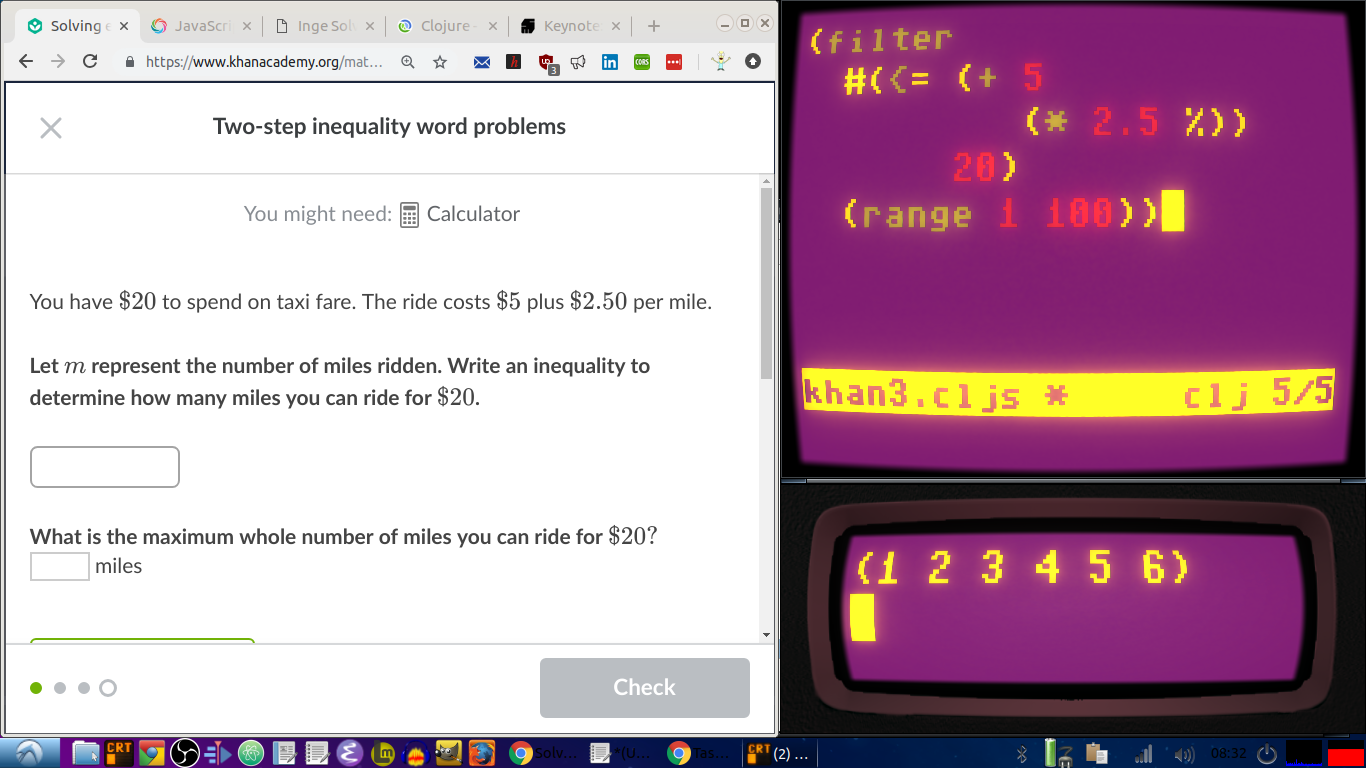 Solving e
JavaScri
Inge Solv
Clojure -
Keynote
https://www.khanacademy.org/mat...
h
3
in
CORS
Two-step inequality word problems
You might need: Calculator
You have $20 to spend on taxi fare. The ride costs $5 plus $2.50 per mile.
Let m represent the number of miles ridden. Write an inequality to
determine how many miles you can ride for $20.
What is the maximum whole number of miles you can ride for $20?
miles
Check
(filter
#(<= (+ 5
(* 2.5 %))
20)
(range 1 100))
khan3.cljs * clj 5/5
(1 2 3 4 5 6)
CRT
Solv...
*(U...
Tas...
CRT (2) ...
08:32